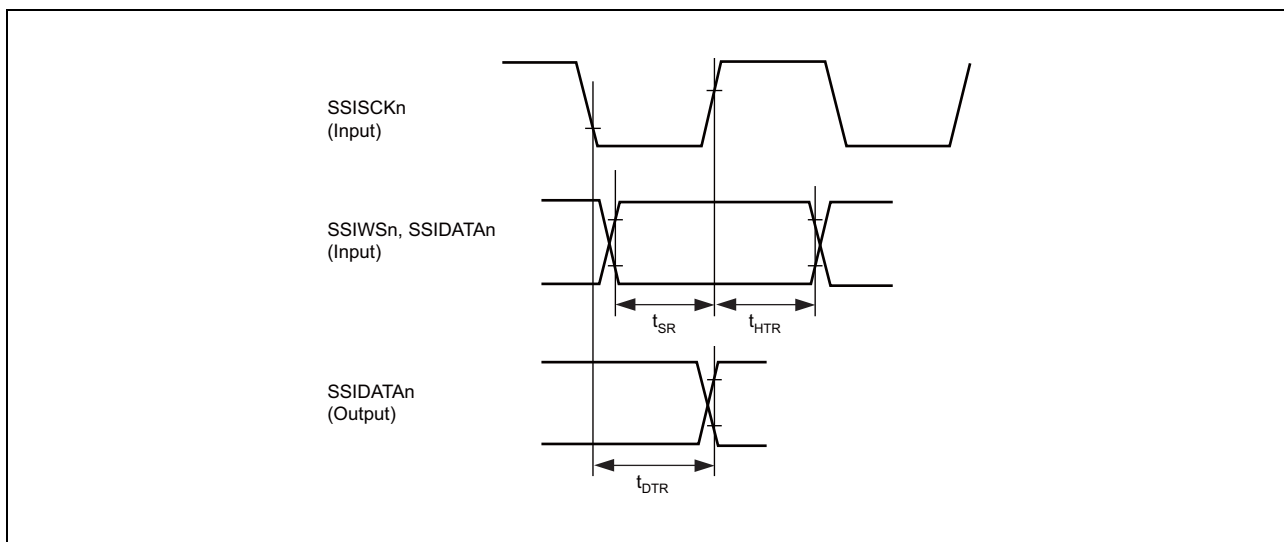 SSISCKn
(Input)
SSIWSn, SSIDATAn
(Input)
tSR
tHTR
SSIDATAn
(Output)
tDTR